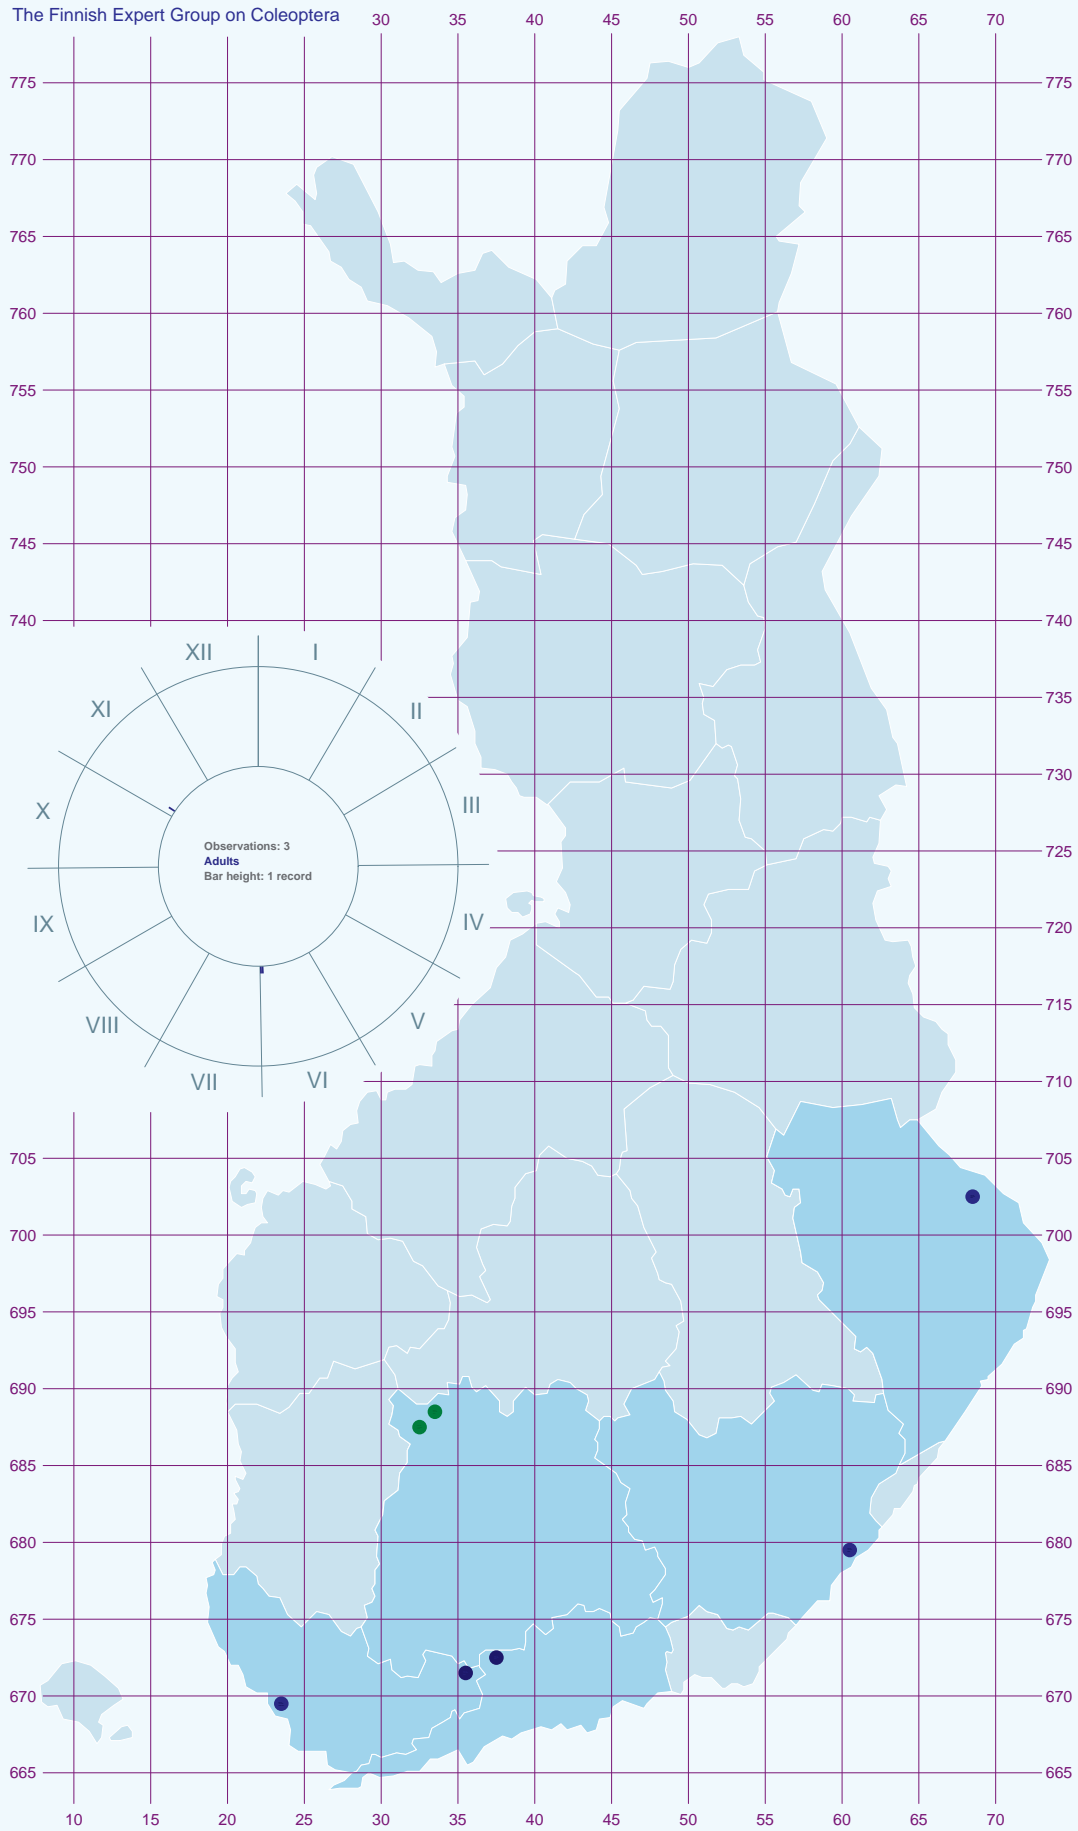 The Finnish Expert Group on Coleoptera
30 35 40 45 50 55 60 65 70
775 775
770 770
765 765
760 760
755 755
750 750
745 745
740 740
XII I
XI II
735
X III
730
Observations: 3
Adults
Bar height: 1 record
725
IX IV
720
VIII V
715
VII VI
710
705 705
700 700
695 695
690 690
685 685
680 680
675 675
670 670
665 665
10 15 20 25 30 35 40 45 50 55 60 65 70